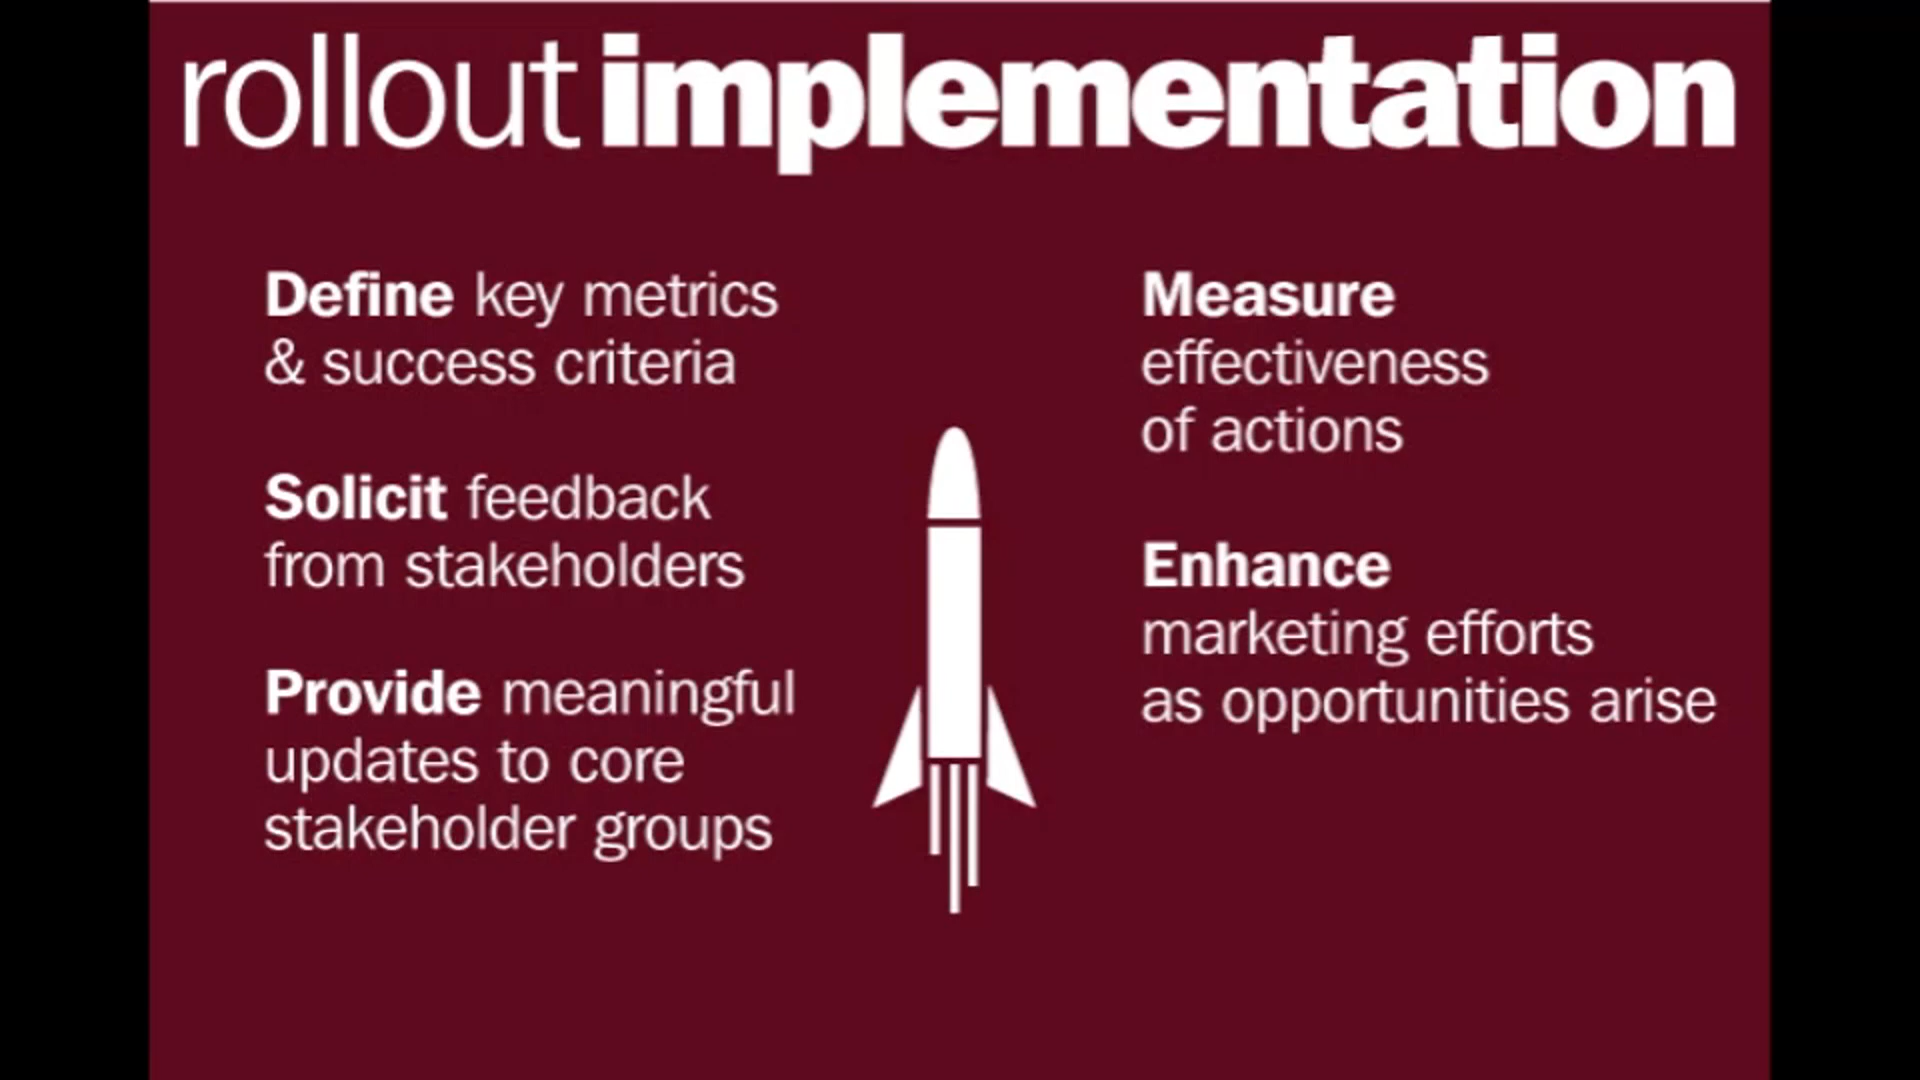 rollout implementation
Define key metrics
& success criteria
Solicit feedback
from stakeholders
Provide meaningful
updates to core
stakeholder groups
Measure
effectiveness
of actions
Enhance
marketing efforts
as opportunities arise